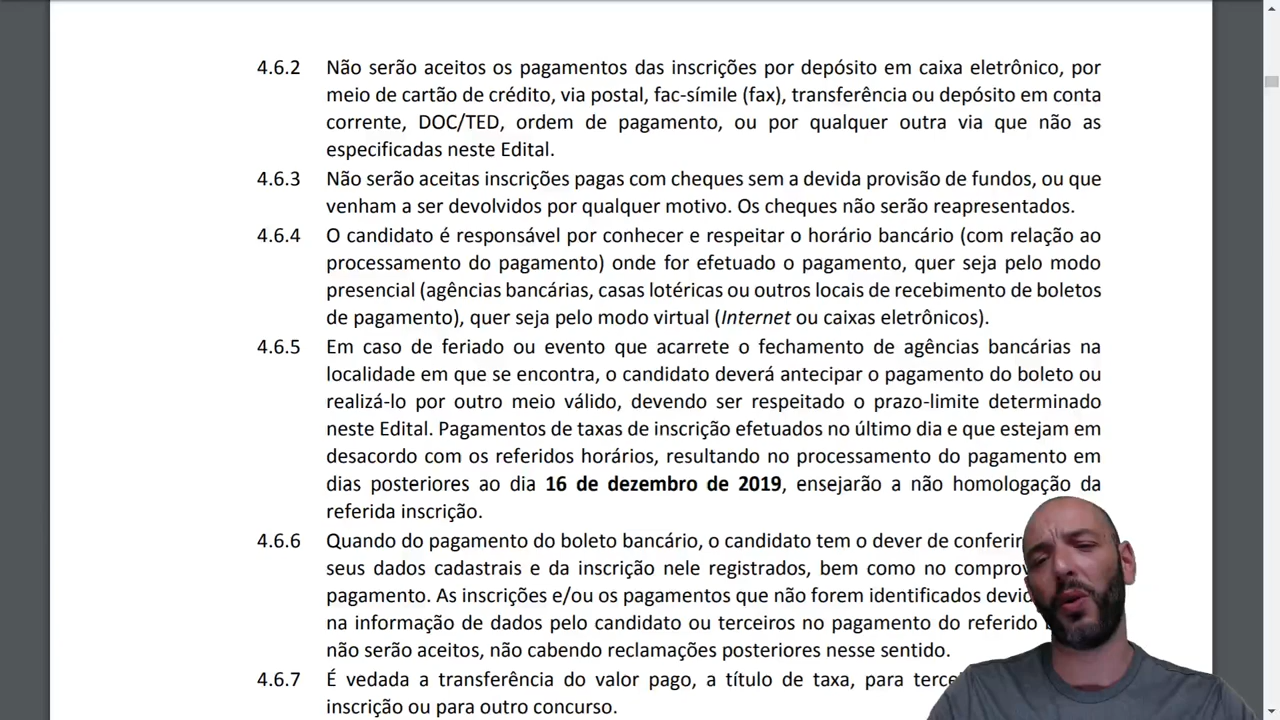 4.6.2 Não serão aceitos os pagamentos das inscrições por depósito em caixa eletrônico, por
meio de cartão de crédito, via postal, fac-símile (fax), transferência ou depósito em conta
corrente, DOC/TED, ordem de pagamento, ou por qualquer outra via que não as
especificadas neste Edital.
4.6.3 Não serão aceitas inscrições pagas com cheques sem a devida provisão de fundos, ou que
venham a ser devolvidos por qualquer motivo. Os cheques não serão reapresentados.
4.6.4 O candidato é responsável por conhecer e respeitar o horário bancário (com relação ao
processamento do pagamento) onde for efetuado o pagamento, quer seja pelo modo
presencial (agências bancárias, casas lotéricas ou outros locais de recebimento de boletos
de pagamento), quer seja pelo modo virtual (Internet ou caixas eletrônicos).
4.6.5 Em caso de feriado ou evento que acarrete o fechamento de agências bancárias na
localidade em que se encontra, o candidato deverá antecipar o pagamento do boleto ou
realizá-lo por outro meio válido, devendo ser respeitado o prazo-limite determinado
neste Edital. Pagamentos de taxas de inscrição efetuados no último dia e que estejam em
desacordo com os referidos horários, resultando no processamento do pagamento em
dias posteriores ao dia 16 de dezembro de 2019, ensejarão a não homologação da
referida inscrição.
4.6.6 Quando do pagamento do boleto bancário, o candidato tem o dever de conferir
seus dados cadastrais e da inscrição nele registrados, bem como no
pagamento. As inscrições e/ou os pagamentos que não forem identificados
na informação de dados pelo candidato ou terceiros no pagamento do referido
não serão aceitos, não cabendo reclamações posteriores nesse sentido.
4.6.7 É vedada a transferência do valor pago, a título de taxa, para
inscrição ou para outro concurso.